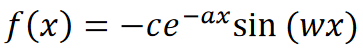 f(x) = −ce^{−ax}sin (wx)